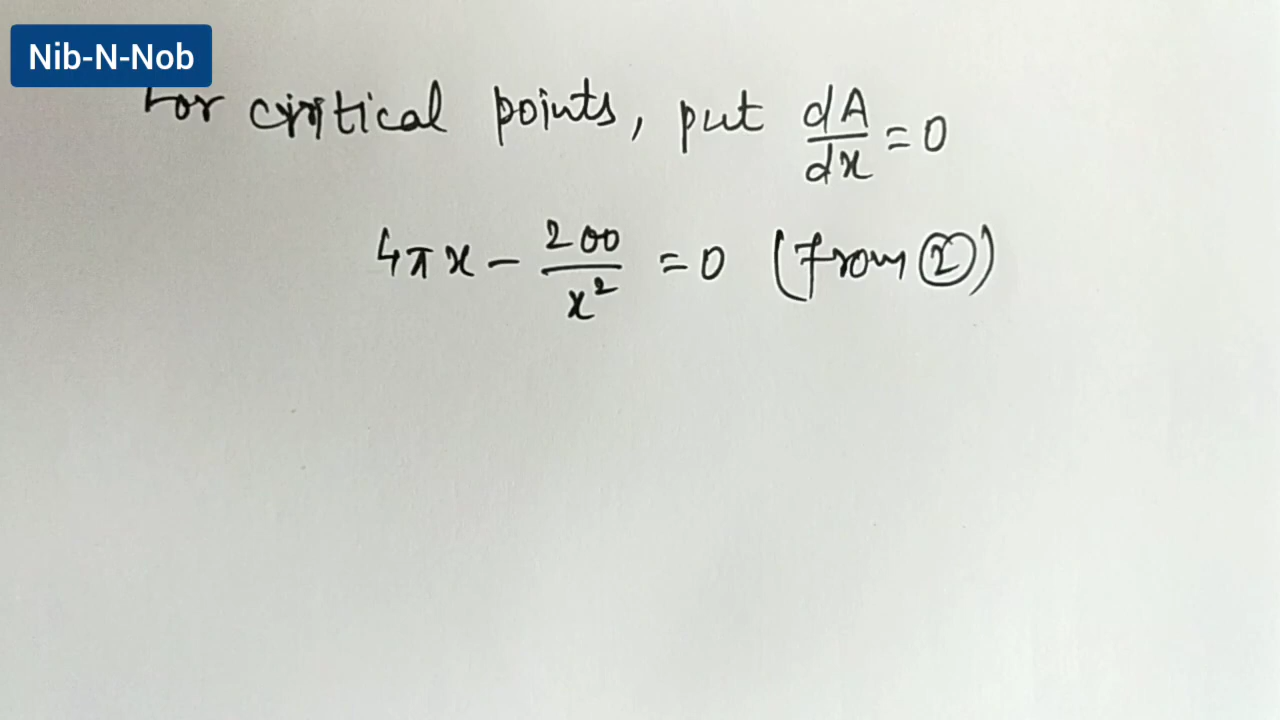 Nib-N-Nob
For critical points, put dA/dx = 0
4πx - 200/x² = 0 (from ②)